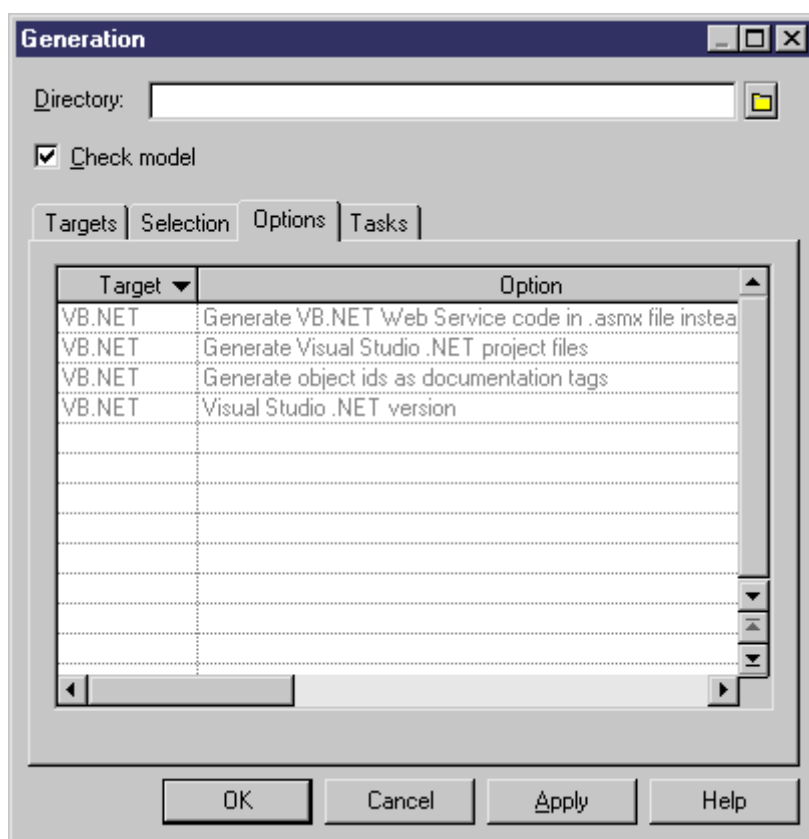 Generation
Directory:
Check model
Targets Selection Options Tasks
Target Option
VB.NET Generate VB.NET Web Service code in .asmx file instea
VB.NET Generate Visual Studio .NET project files
VB.NET Generate object ids as documentation tags
VB.NET Visual Studio .NET version
OK Cancel Apply Help